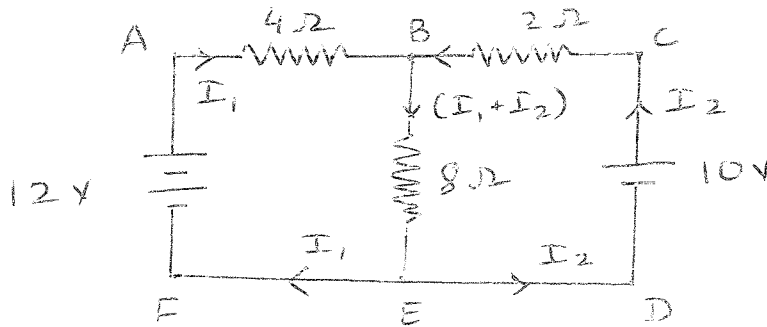 A 4Ω B 2Ω C
I₁ (I₁+I₂) I₂
12V 8Ω 10V
I₁ I₂
F E D